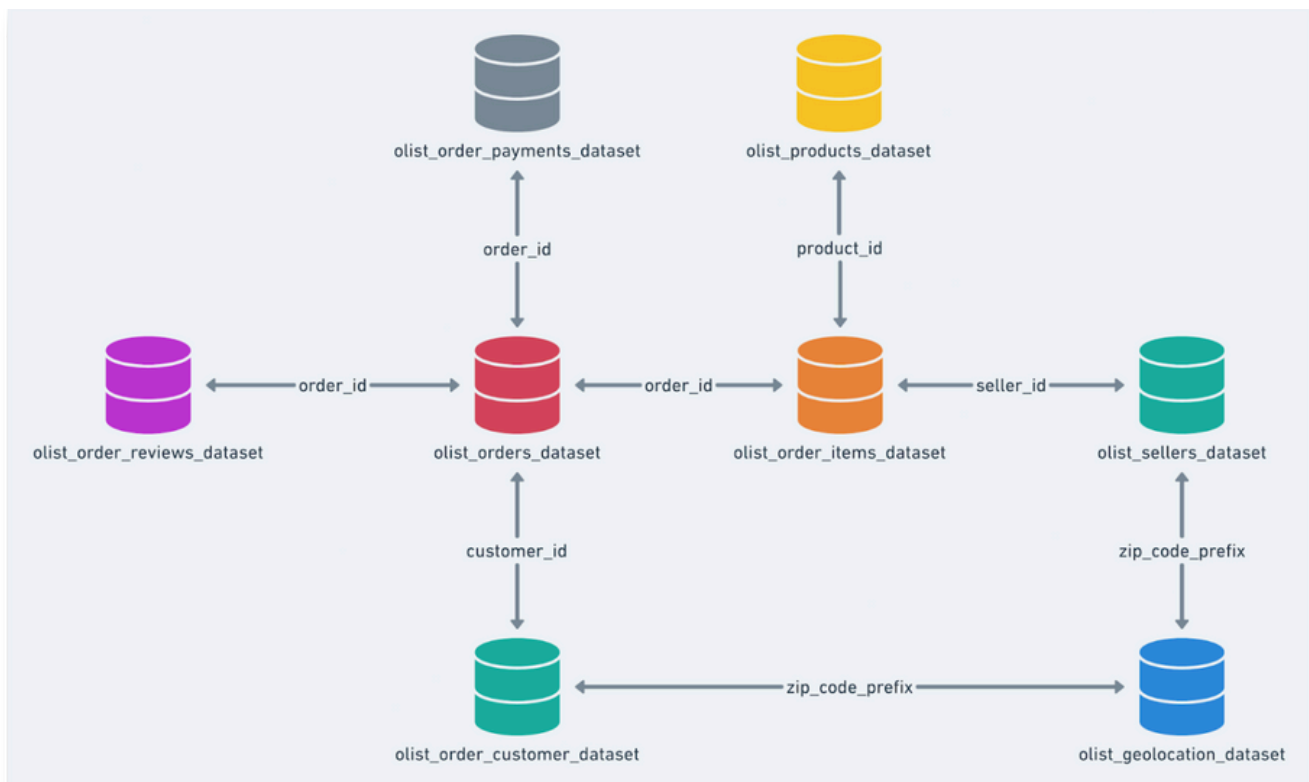 olist_order_payments_dataset
olist_products_dataset
order_id
product_id
order_id
order_id
seller_id
olist_order_reviews_dataset
olist_orders_dataset
olist_order_items_dataset
olist_sellers_dataset
customer_id
zip_code_prefix
zip_code_prefix
olist_order_customer_dataset
olist_geolocation_dataset